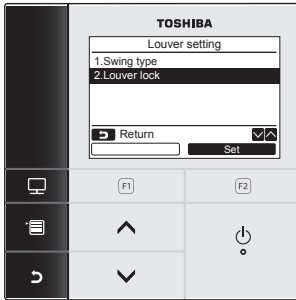 TOSHIBA
Louver setting
1.Swing type
2.Louver lock
Return
Set
F1
F2